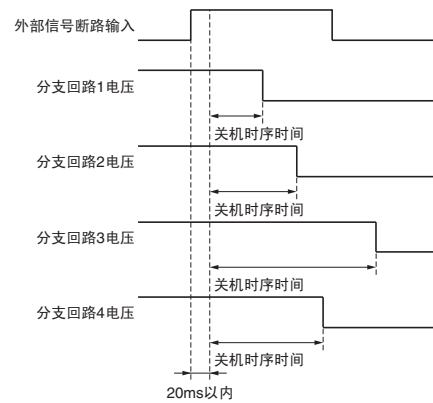 外部信号断路输入
分支回路1电压
关机时序时间
分支回路2电压
关机时序时间
分支回路3电压
关机时序时间
分支回路4电压
关机时序时间
20ms以内